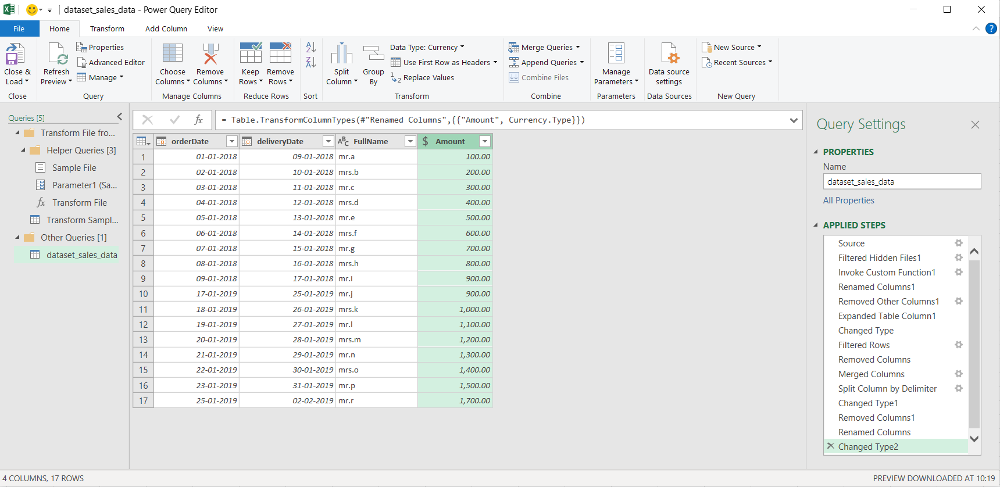 dataset_sales_data - Power Query Editor
File Home Transform Add Column View
Close & Load
Close
Refresh Preview
Properties
Advanced Editor
Manage
Query
Choose Columns
Remove Columns
Manage Columns
Keep Rows
Remove Rows
Reduce Rows
A Z
Z A
Sort
Split Column
Group By
Data Type: Currency
Use First Row as Headers
1 2 Replace Values
Transform
Merge Queries
Append Queries
Combine Files
Combine
Manage Parameters
Parameters
Data source settings
Data Sources
New Source
Recent Sources
New Query
?
Queries [5]
Transform File fro...
Helper Queries [3]
Sample File
Parameter1 (Sa...
fx Transform File
Transform Sampl...
Other Queries [1]
dataset_sales_data
fx = Table.TransformColumnTypes(#"Renamed Columns",{{"Amount", Currency.Type}})
orderDate deliveryDate ABC FullName $ Amount
1 01-01-2018 09-01-2018 mr.a 100.00
2 02-01-2018 10-01-2018 mrs.b 200.00
3 03-01-2018 11-01-2018 mr.c 300.00
4 04-01-2018 12-01-2018 mrs.d 400.00
5 05-01-2018 13-01-2018 mr.e 500.00
6 06-01-2018 14-01-2018 mrs.f 600.00
7 07-01-2018 15-01-2018 mr.g 700.00
8 08-01-2018 16-01-2018 mrs.h 800.00
9 09-01-2018 17-01-2018 mr.i 900.00
10 17-01-2019 25-01-2019 mr.j 900.00
11 18-01-2019 26-01-2019 mrs.k 1,000.00
12 19-01-2019 27-01-2019 mr.l 1,100.00
13 20-01-2019 28-01-2019 mrs.m 1,200.00
14 21-01-2019 29-01-2019 mr.n 1,300.00
15 22-01-2019 30-01-2019 mrs.o 1,400.00
16 23-01-2019 31-01-2019 mr.p 1,500.00
17 25-01-2019 02-02-2019 mr.r 1,700.00
Query Settings
PROPERTIES
Name
dataset_sales_data
All Properties
APPLIED STEPS
Source
Filtered Hidden Files1
Invoke Custom Function1
Renamed Columns1
Removed Other Columns1
Expanded Table Column1
Changed Type
Filtered Rows
Removed Columns
Merged Columns
Split Column by Delimiter
Changed Type1
Removed Columns1
Renamed Columns
Changed Type2
4 COLUMNS, 17 ROWS
PREVIEW DOWNLOADED AT 10:19